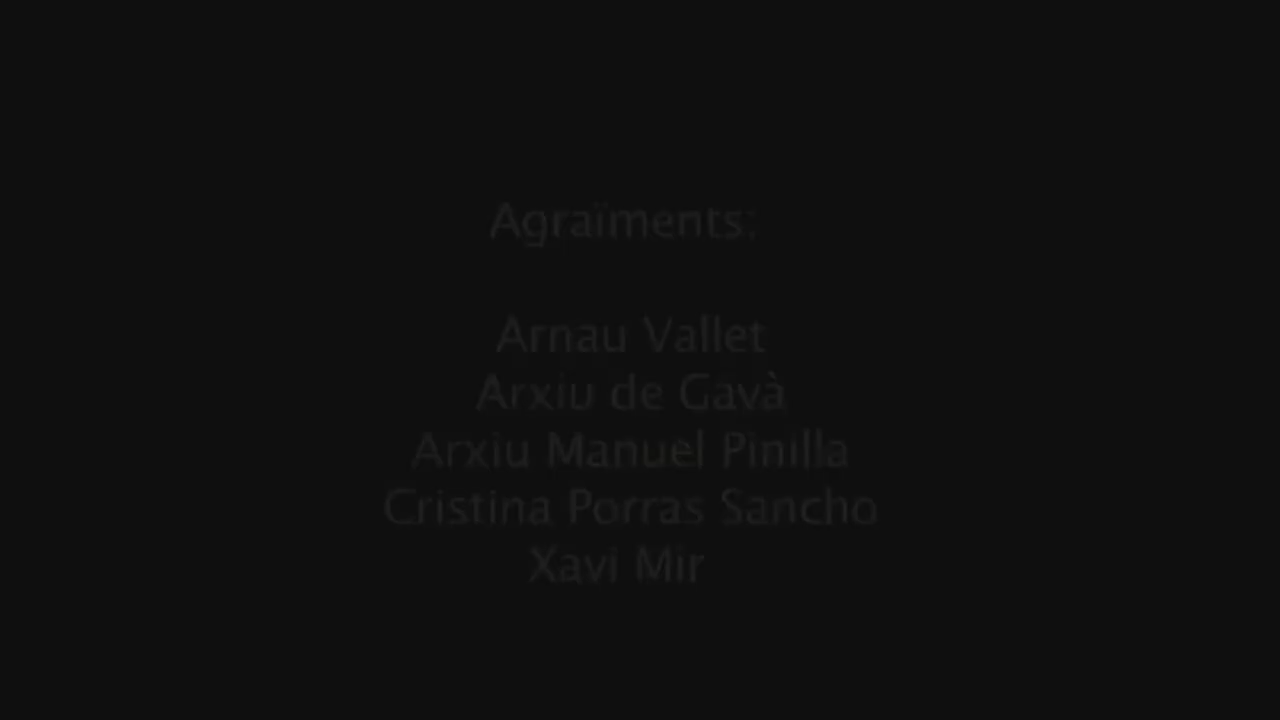 Agraïments:
Arnau Vallet
Arxiu de Gavà
Arxiu Manuel Pinilla
Cristina Porras Sancho
Xavi Mir